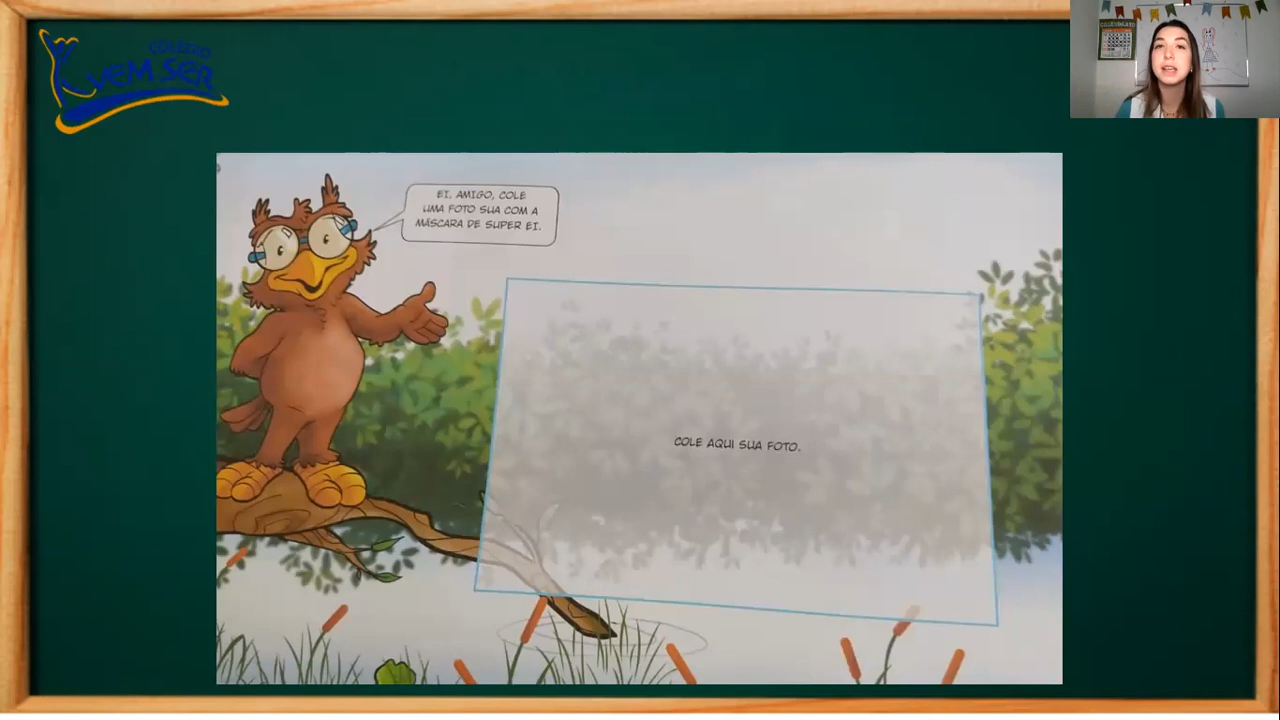 COLÉGIO
VEM SER
EI, AMIGO, COLE
UMA FOTO SUA COM A
MÁSCARA DE SUPER EI.
COLE AQUI SUA FOTO.